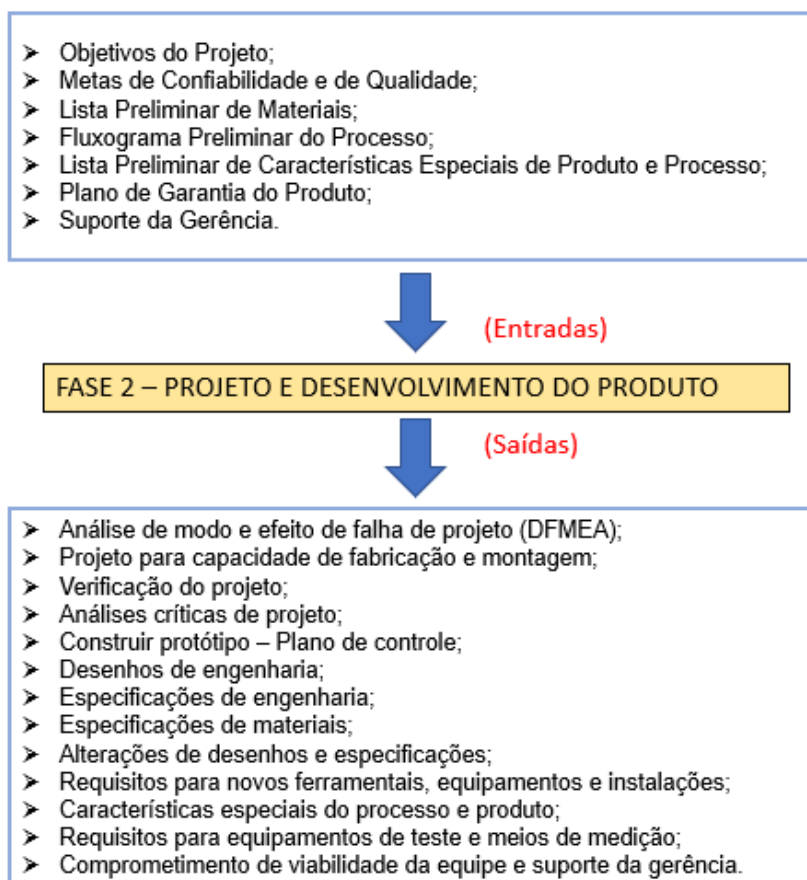 ➢ Objetivos do Projeto;
➢ Metas de Confiabilidade e de Qualidade;
➢ Lista Preliminar de Materiais;
➢ Fluxograma Preliminar do Processo;
➢ Lista Preliminar de Características Especiais de Produto e Processo;
➢ Plano de Garantia do Produto;
➢ Suporte da Gerência.
(Entradas)
FASE 2 – PROJETO E DESENVOLVIMENTO DO PRODUTO
(Saídas)
➢ Análise de modo e efeito de falha de projeto (DFMEA);
➢ Projeto para capacidade de fabricação e montagem;
➢ Verificação do projeto;
➢ Análises críticas de projeto;
➢ Construir protótipo – Plano de controle;
➢ Desenhos de engenharia;
➢ Especificações de engenharia;
➢ Especificações de materiais;
➢ Alterações de desenhos e especificações;
➢ Requisitos para novos ferramentais, equipamentos e instalações;
➢ Características especiais do processo e produto;
➢ Requisitos para equipamentos de teste e meios de medição;
➢ Comprometimento de viabilidade da equipe e suporte da gerência.